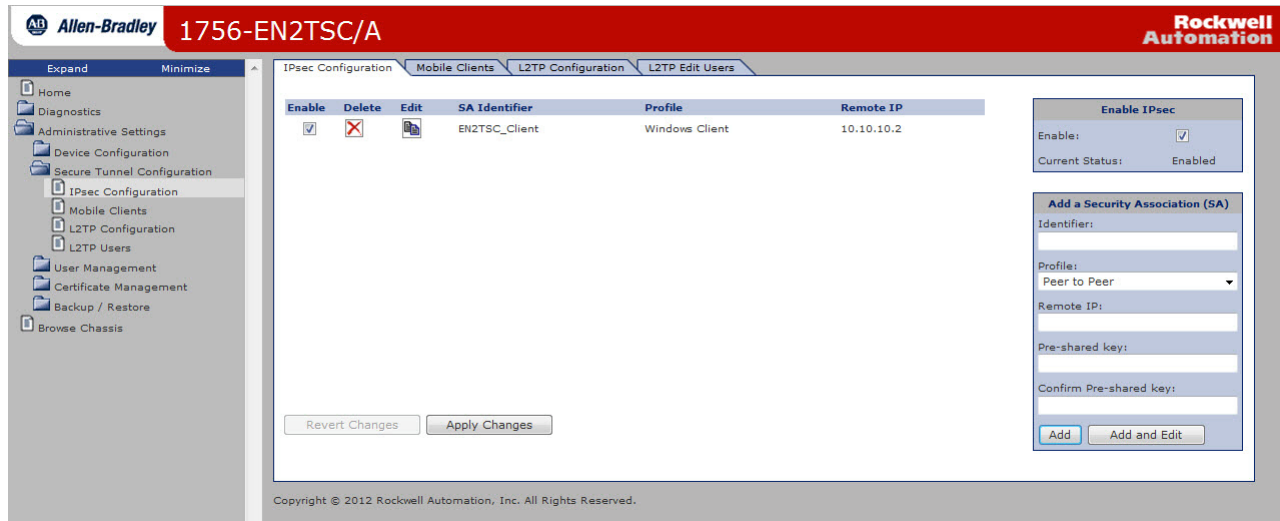 AB Allen-Bradley 1756-EN2TSC/A Rockwell Automation
Expand Minimize
Home
Diagnostics
Administrative Settings
Device Configuration
Secure Tunnel Configuration
IPsec Configuration
Mobile Clients
L2TP Configuration
L2TP Users
User Management
Certificate Management
Backup / Restore
Browse Chassis
IPsec Configuration Mobile Clients L2TP Configuration L2TP Edit Users
Enable Delete Edit SA Identifier Profile Remote IP
EN2TSC_Client Windows Client 10.10.10.2
Revert Changes Apply Changes
Enable IPsec
Enable:
Current Status: Enabled
Add a Security Association (SA)
Identifier:
Profile:
Peer to Peer
Remote IP:
Pre-shared key:
Confirm Pre-shared key:
Add Add and Edit
Copyright © 2012 Rockwell Automation, Inc. All Rights Reserved.